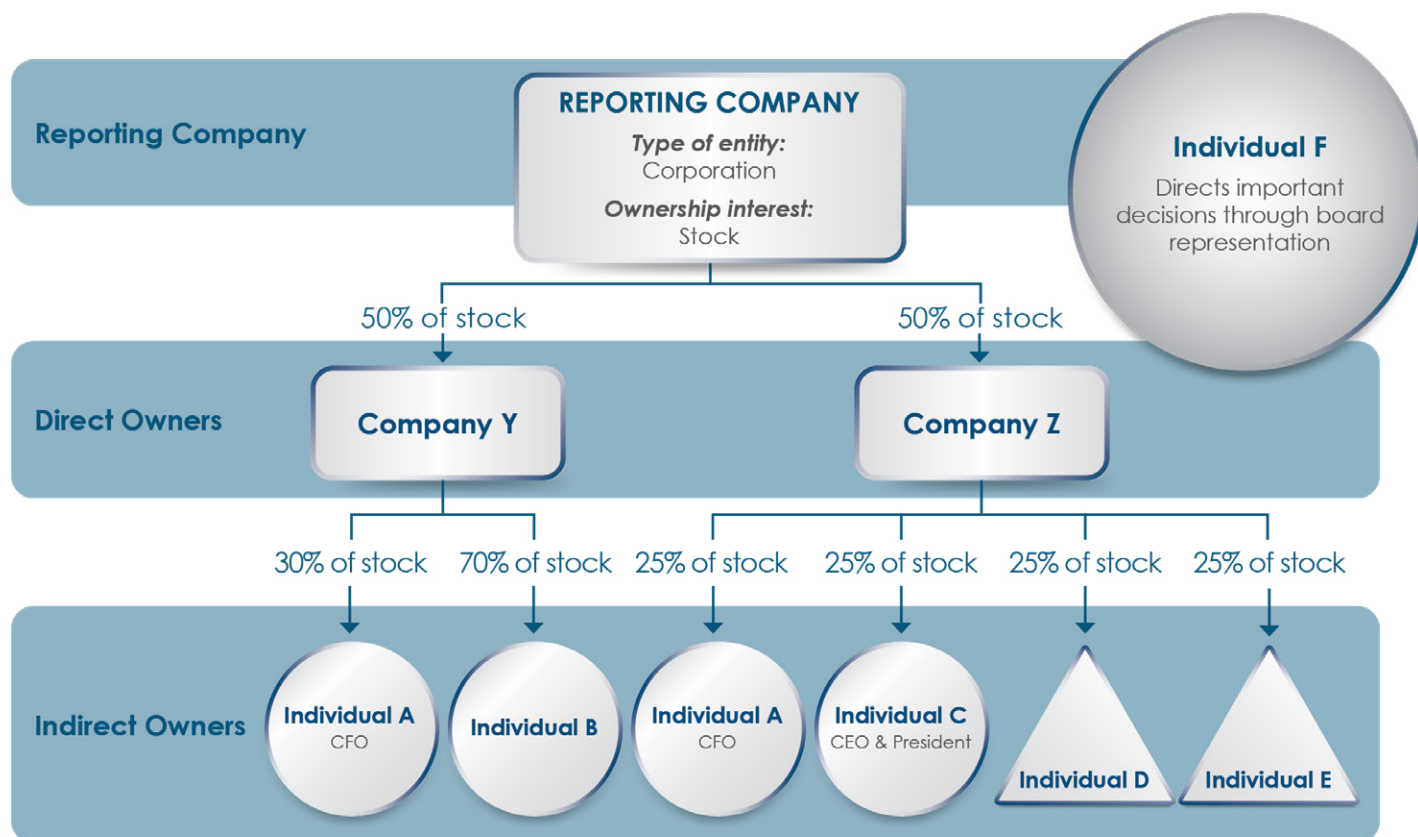 REPORTING COMPANY
Type of entity:
Corporation
Ownership interest:
Stock
Reporting Company
Individual F
Directs important
decisions through board
representation
50% of stock
50% of stock
Direct Owners
Company Y
Company Z
30% of stock
70% of stock
25% of stock
25% of stock
25% of stock
25% of stock
Indirect Owners
Individual A
CFO
Individual B
Individual A
CFO
Individual C
CEO & President
Individual D
Individual E